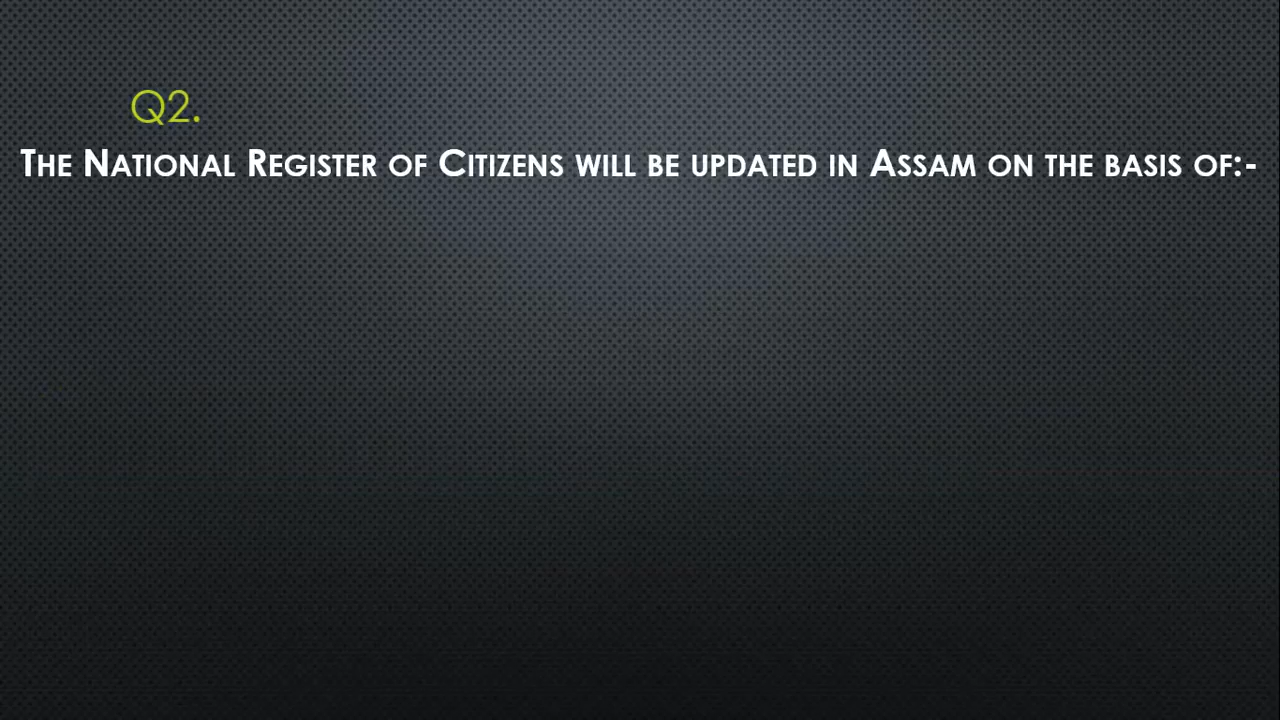 Q2.
The National Register of Citizens will be updated in Assam on the basis of:-